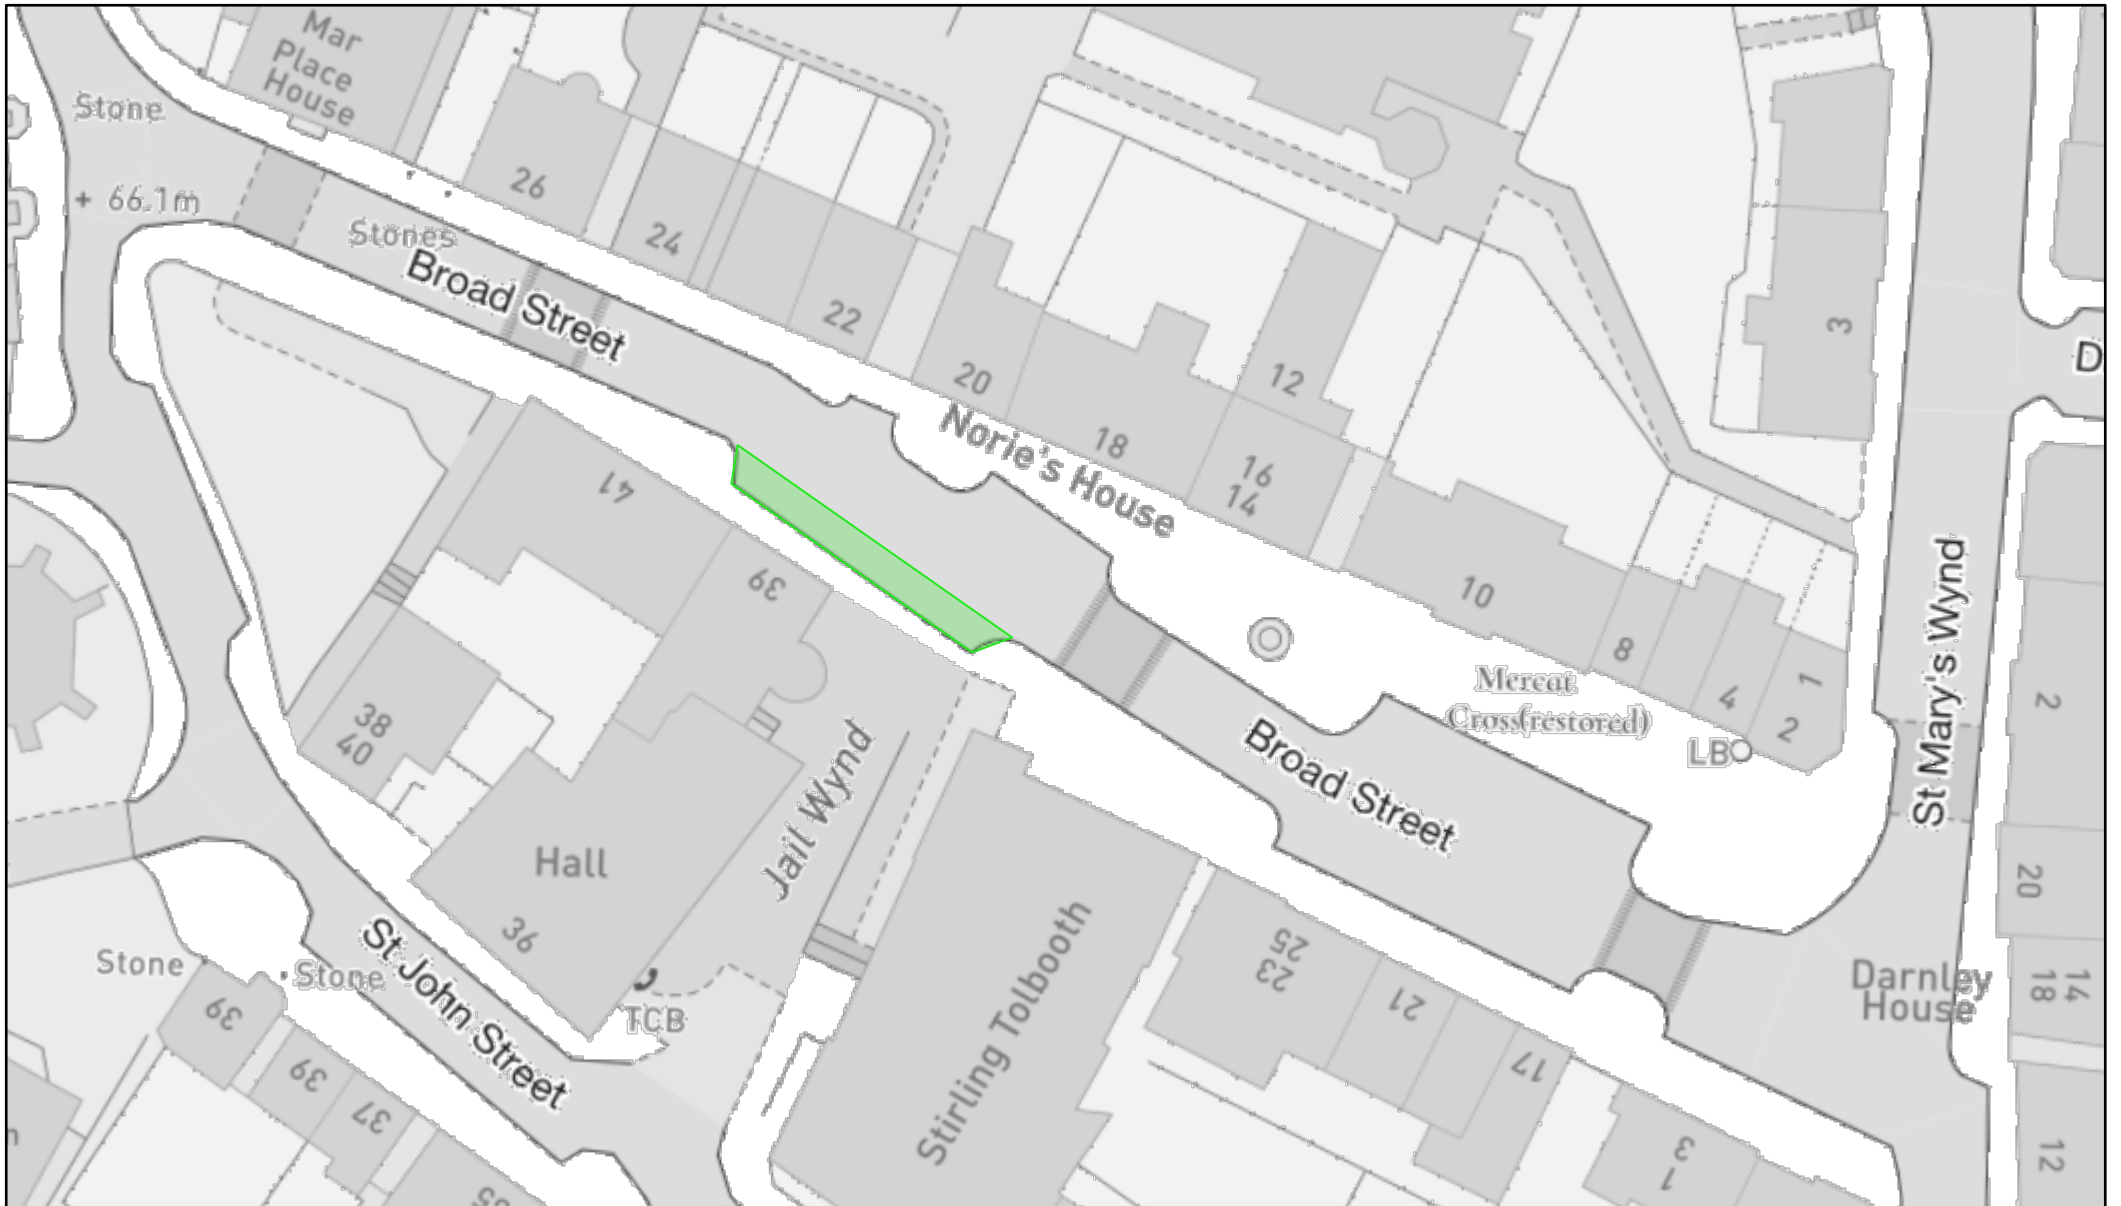 Mar
Place
House
Stone
+ 66.1m
Stones
Broad Street
26
24
22
20
18
16
14
12
Norie's House
3
D
41
39
10
8
4
1
2
Mercat
Cross(restored)
LB
St Mary's Wynd
2
20
14
18
12
Darnley
House
38
40
Hall
36
Jail Wynd
Broad Street
Stirling Tolbooth
25
23
21
17
3
1
Stone
Stone
St John Street
TCB
39
39
37
n